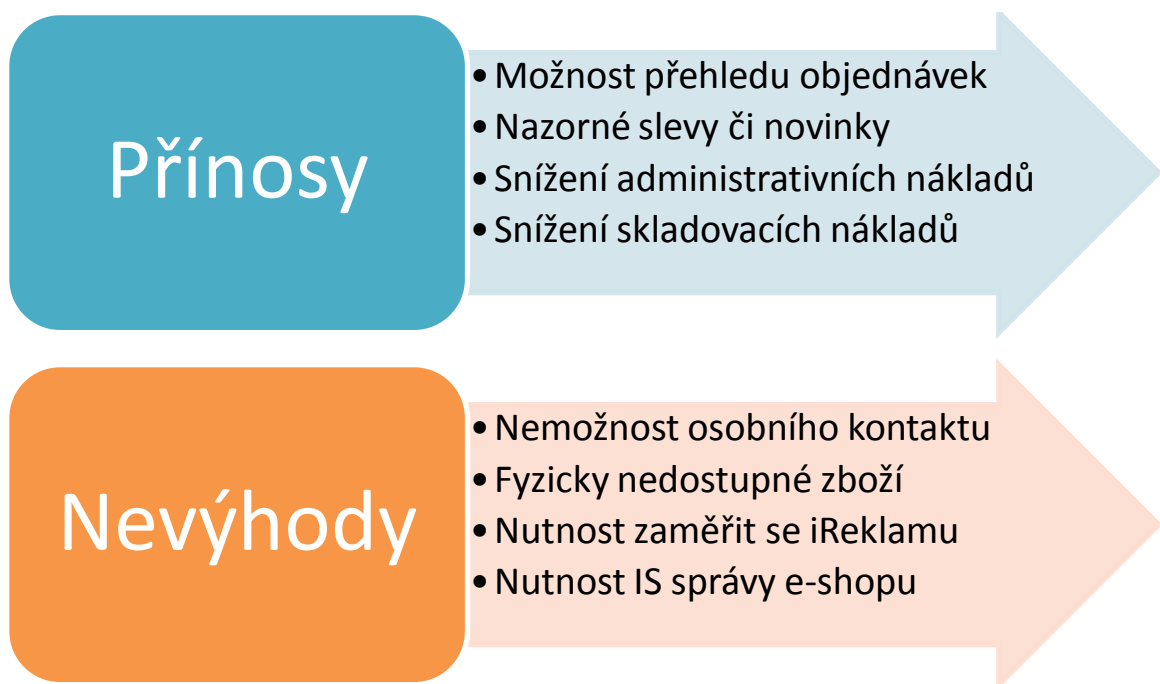 Přínosy
• Možnost přehledu objednávek
• Nazorné slevy či novinky
• Snížení administrativních nákladů
• Snížení skladovacích nákladů
Nevýhody
• Nemožnost osobního kontaktu
• Fyzicky nedostupné zboží
• Nutnost zaměřit se iReklamu
• Nutnost IS správy e-shopu